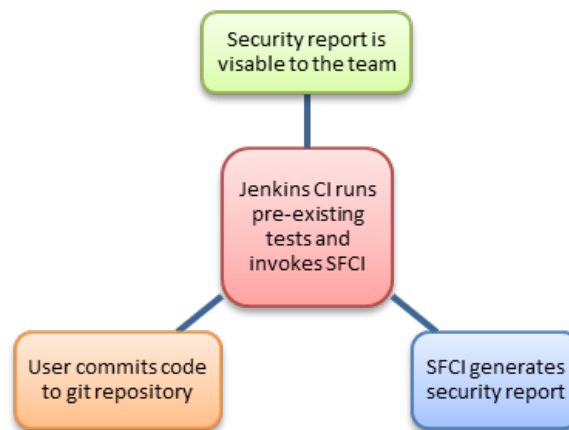 Security report is
visable to the team
Jenkins CI runs
pre-existing
tests and
invokes SFCI
User commits code
to git repository
SFCI generates
security report